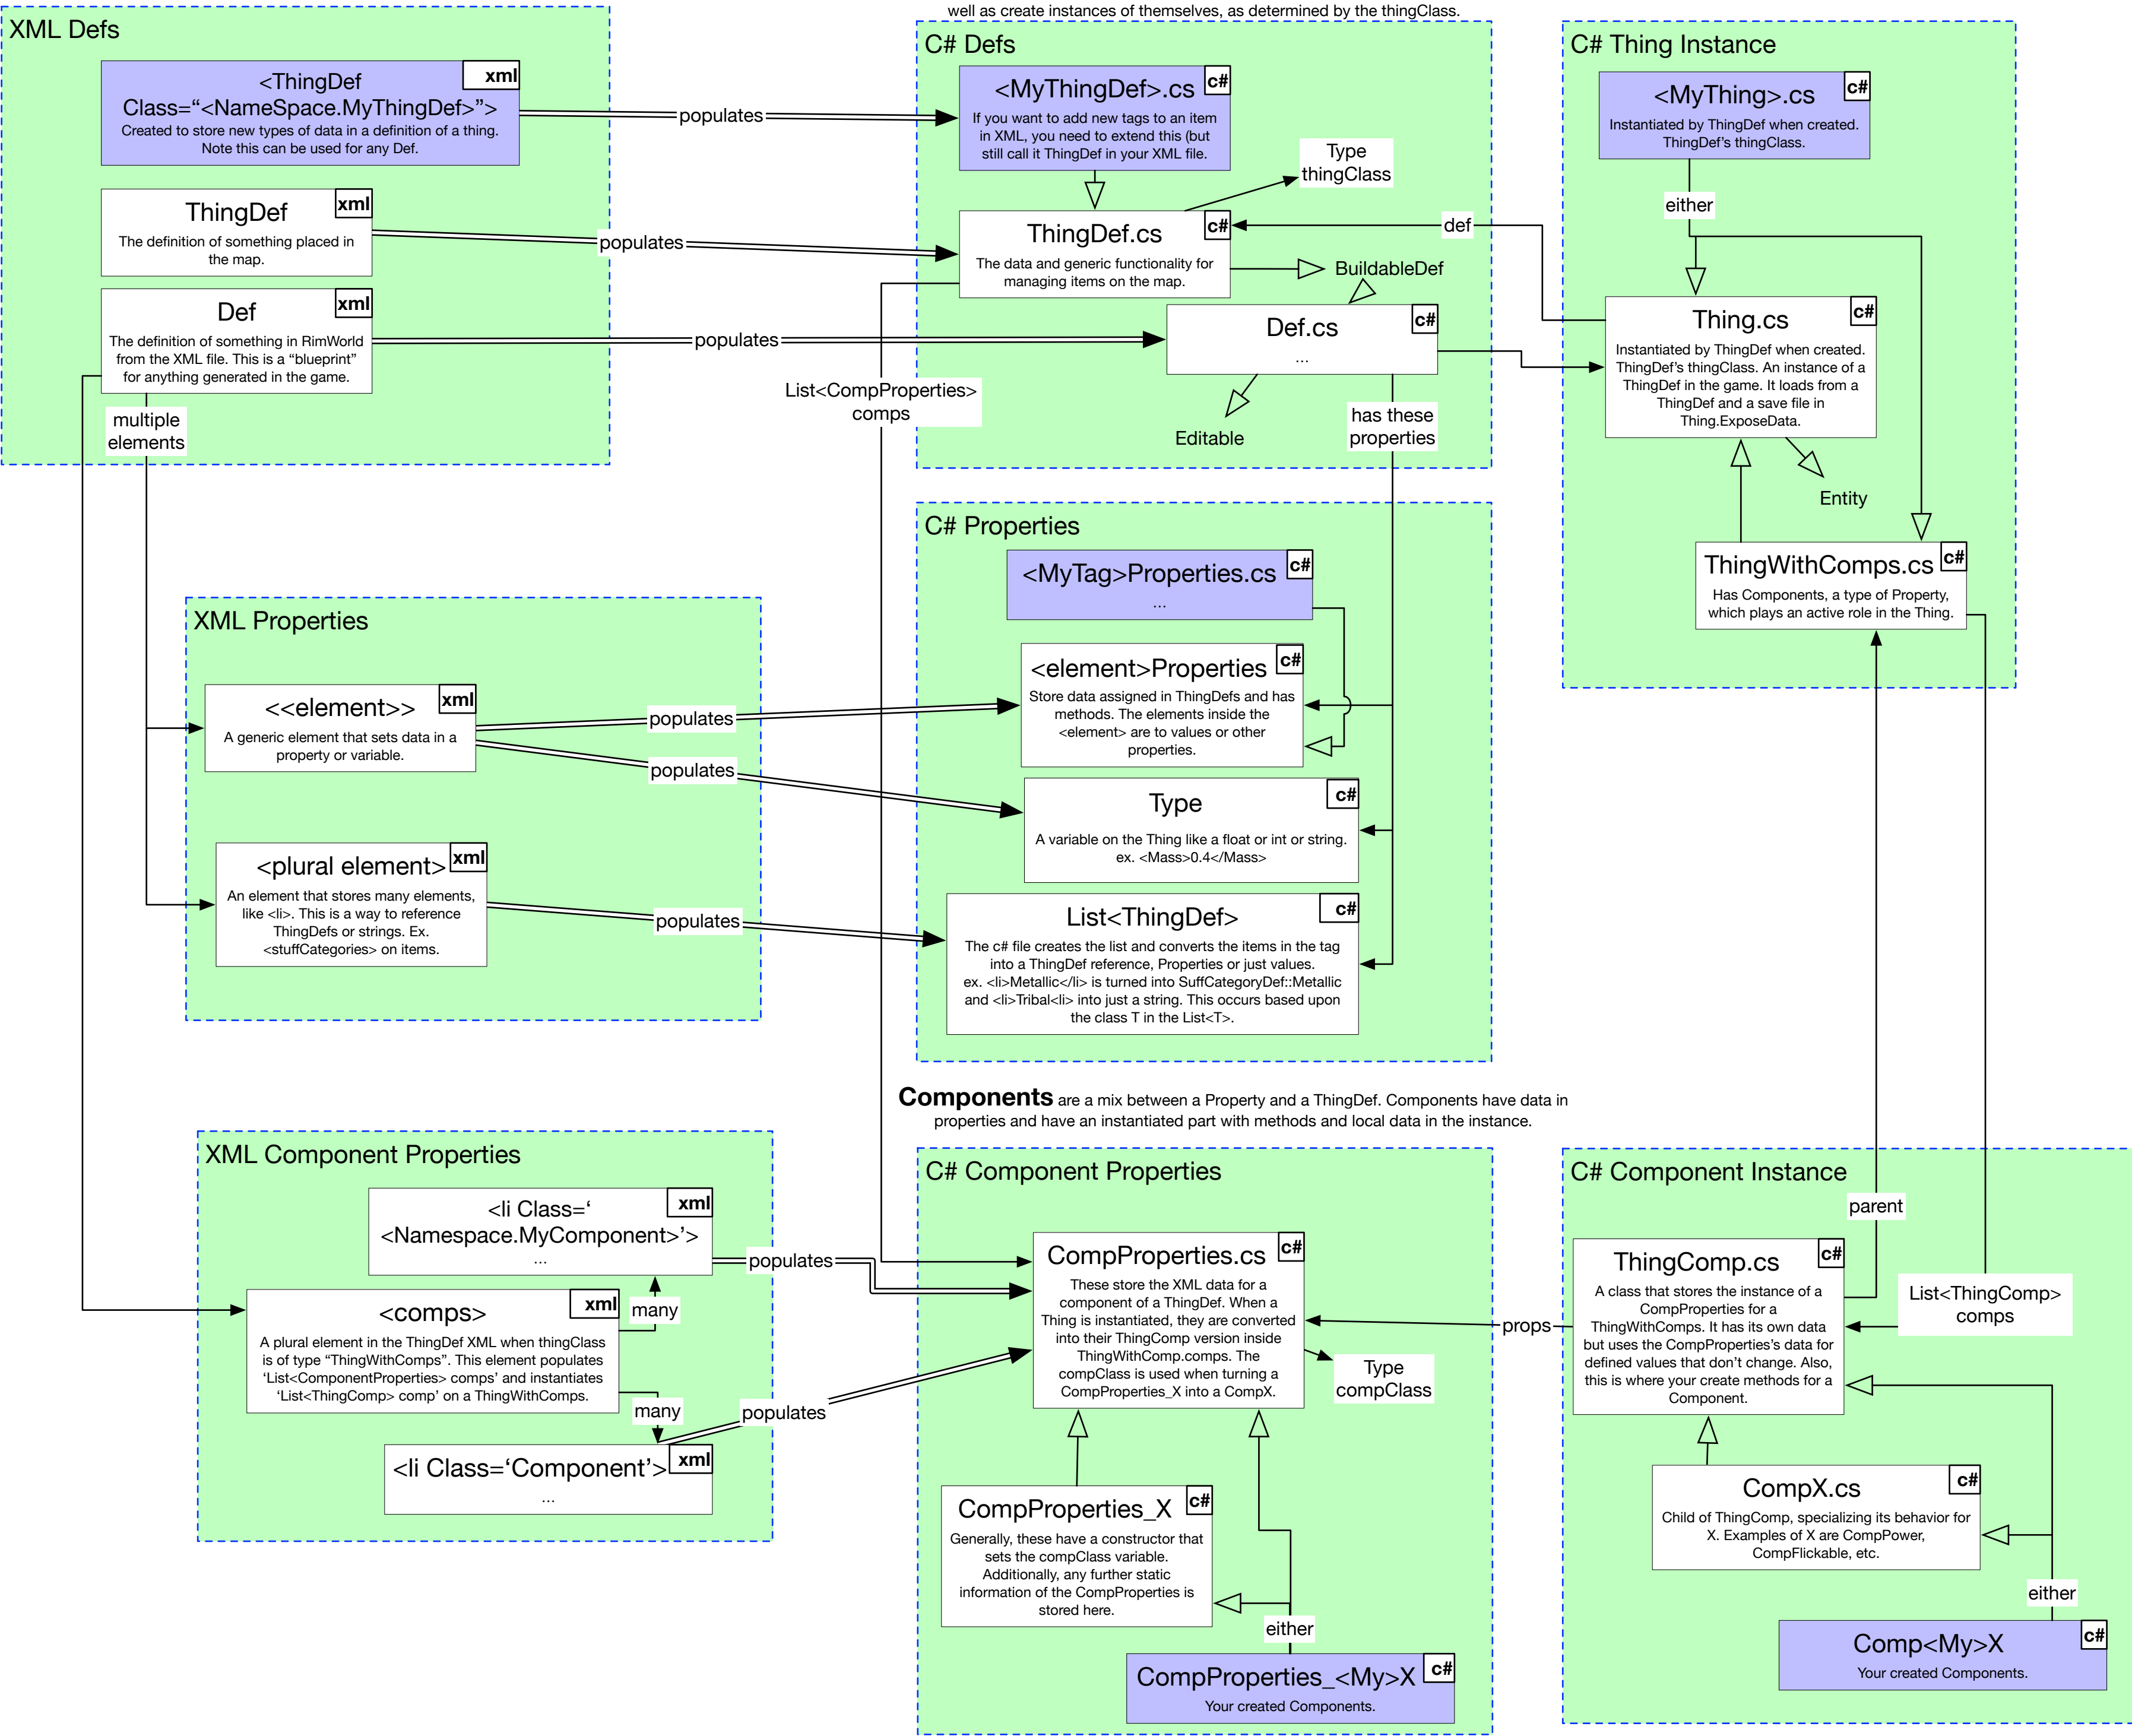 well as create instances of themselves, as determined by the thingClass.
XML Defs
<ThingDef
Class=“<NameSpace.MyThingDef>”>
xml
Created to store new types of data in a definition of a thing.
Note this can be used for any Def.
ThingDef
xml
The definition of something placed in
the map.
Def
xml
The definition of something in RimWorld
from the XML file. This is a “blueprint”
for anything generated in the game.
multiple
elements
populates
populates
populates
C# Defs
<MyThingDef>.cs
c#
If you want to add new tags to an item
in XML, you need to extend this (but
still call it ThingDef in your XML file.
Type
thingClass
ThingDef.cs
c#
The data and generic functionality for
managing items on the map.
def
BuildableDef
Def.cs
c#
...
Editable
has these
properties
List<CompProperties>
comps
C# Thing Instance
<MyThing>.cs
c#
Instantiated by ThingDef when created.
ThingDef’s thingClass.
either
Thing.cs
c#
Instantiated by ThingDef when created.
ThingDef’s thingClass. An instance of a
ThingDef in the game. It loads from a
ThingDef and a save file in
Thing.ExposeData.
Entity
ThingWithComps.cs
c#
Has Components, a type of Property,
which plays an active role in the Thing.
XML Properties
<<element>>
xml
A generic element that sets data in a
property or variable.
<plural element>
xml
An element that stores many elements,
like <li>. This is a way to reference
ThingDefs or strings. Ex.
<stuffCategories> on items.
populates
populates
populates
C# Properties
<MyTag>Properties.cs
c#
...
<element>Properties
c#
Store data assigned in ThingDefs and has
methods. The elements inside the
<element> are to values or other
properties.
Type
c#
A variable on the Thing like a float or int or string.
ex. <Mass>0.4</Mass>
List<ThingDef>
c#
The c# file creates the list and converts the items in the tag
into a ThingDef reference, Properties or just values.
ex. <li>Metallic</li> is turned into SuffCategoryDef::Metallic
and <li>Tribal<li> into just a string. This occurs based upon
the class T in the List<T>.
Components are a mix between a Property and a ThingDef. Components have data in
properties and have an instantiated part with methods and local data in the instance.
XML Component Properties
<li Class=‘
<Namespace.MyComponent>’>
xml
...
<comps>
xml
A plural element in the ThingDef XML when thingClass
is of type “ThingWithComps”. This element populates
‘List<ComponentProperties> comps’ and instantiates
‘List<ThingComp> comp’ on a ThingWithComps.
many
many
<li Class=‘Component’>
xml
...
populates
populates
C# Component Properties
CompProperties.cs
c#
These store the XML data for a
component of a ThingDef. When a
Thing is instantiated, they are converted
into their ThingComp version inside
ThingWithComp.comps. The
compClass is used when turning a
CompProperties_X into a CompX.
props
Type
compClass
CompProperties_X
c#
Generally, these have a constructor that
sets the compClass variable.
Additionally, any further static
information of the CompProperties is
stored here.
either
CompProperties_<My>X
c#
Your created Components.
C# Component Instance
parent
ThingComp.cs
c#
A class that stores the instance of a
CompProperties for a
ThingWithComps. It has its own data
but uses the CompProperties’s data for
defined values that don’t change. Also,
this is where your create methods for a
Component.
List<ThingComp>
comps
CompX.cs
c#
Child of ThingComp, specializing its behavior for
X. Examples of X are CompPower,
CompFlickable, etc.
either
Comp<My>X
c#
Your created Components.